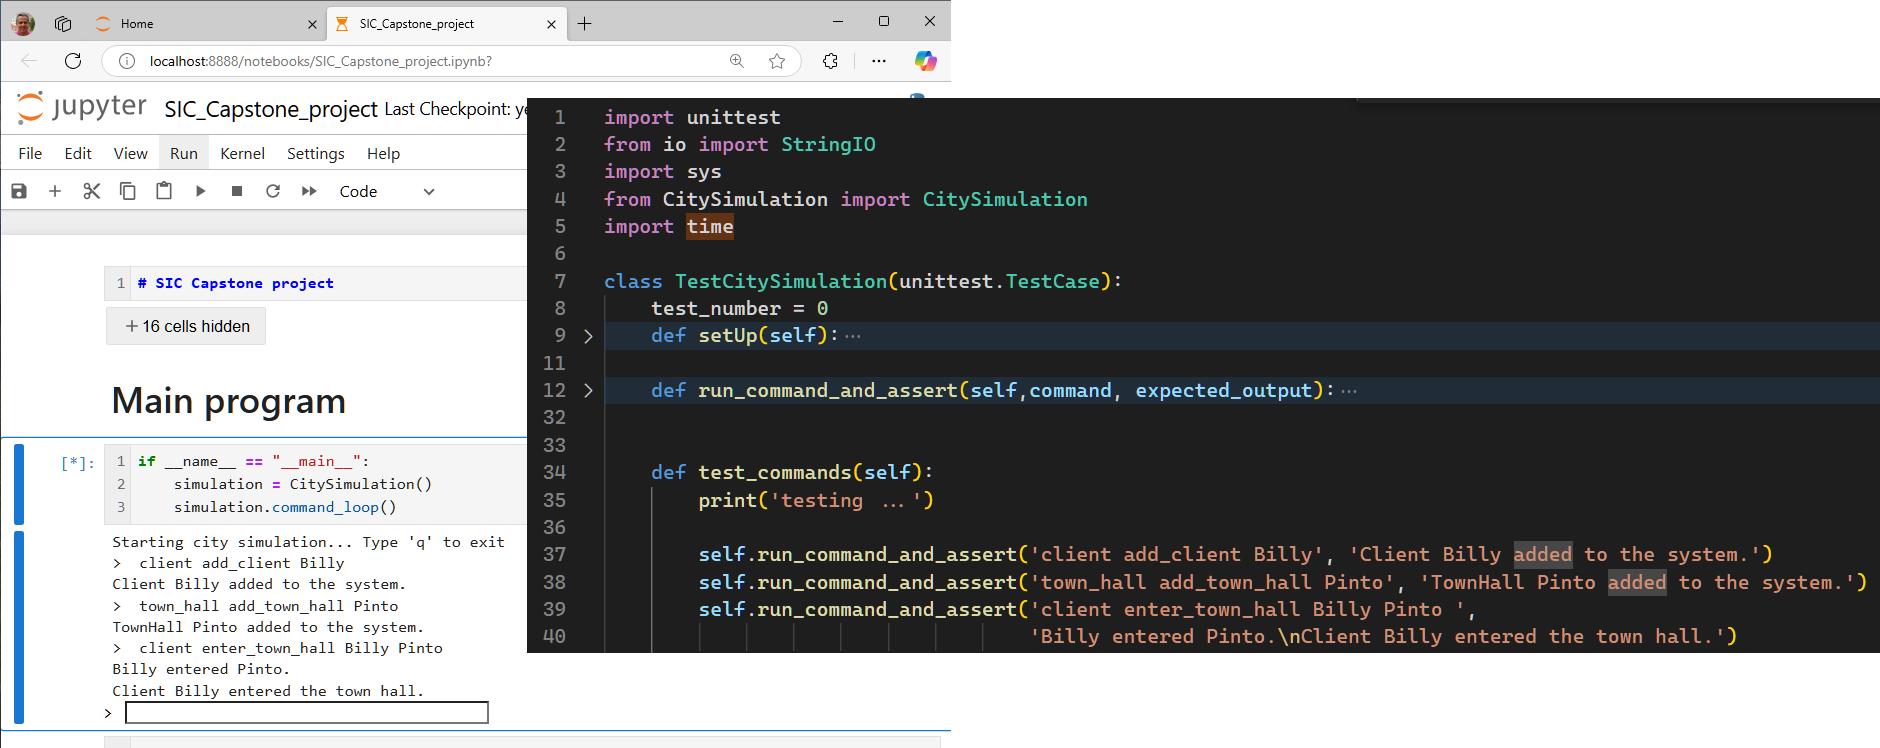 Home
SIC_Capstone_project
localhost:8888/notebooks/SIC_Capstone_project.ipynb?
jupyter SIC_Capstone_project Last Checkpoint: ye
File Edit View Run Kernel Settings Help
Code
1 # SIC Capstone project
+ 16 cells hidden
Main program
[*]:
1 if __name__ == "__main__":
2     simulation = CitySimulation()
3     simulation.command_loop()
Starting city simulation... Type 'q' to exit
>  client add_client Billy
Client Billy added to the system.
>  town_hall add_town_hall Pinto
TownHall Pinto added to the system.
>  client enter_town_hall Billy Pinto
Billy entered Pinto.
Client Billy entered the town hall.
>
1 import unittest
2 from io import StringIO
3 import sys
4 from CitySimulation import CitySimulation
5 import time
6
7 class TestCitySimulation(unittest.TestCase):
8     test_number = 0
9 >     def setUp(self):···
11
12 >     def run_command_and_assert(self,command, expected_output):···
32
33
34     def test_commands(self):
35         print('testing ...')
36
37         self.run_command_and_assert('client add_client Billy', 'Client Billy added to the system.')
38         self.run_command_and_assert('town_hall add_town_hall Pinto', 'TownHall Pinto added to the system.')
39         self.run_command_and_assert('client enter_town_hall Billy Pinto ',
40                                     'Billy entered Pinto.\nClient Billy entered the town hall.')